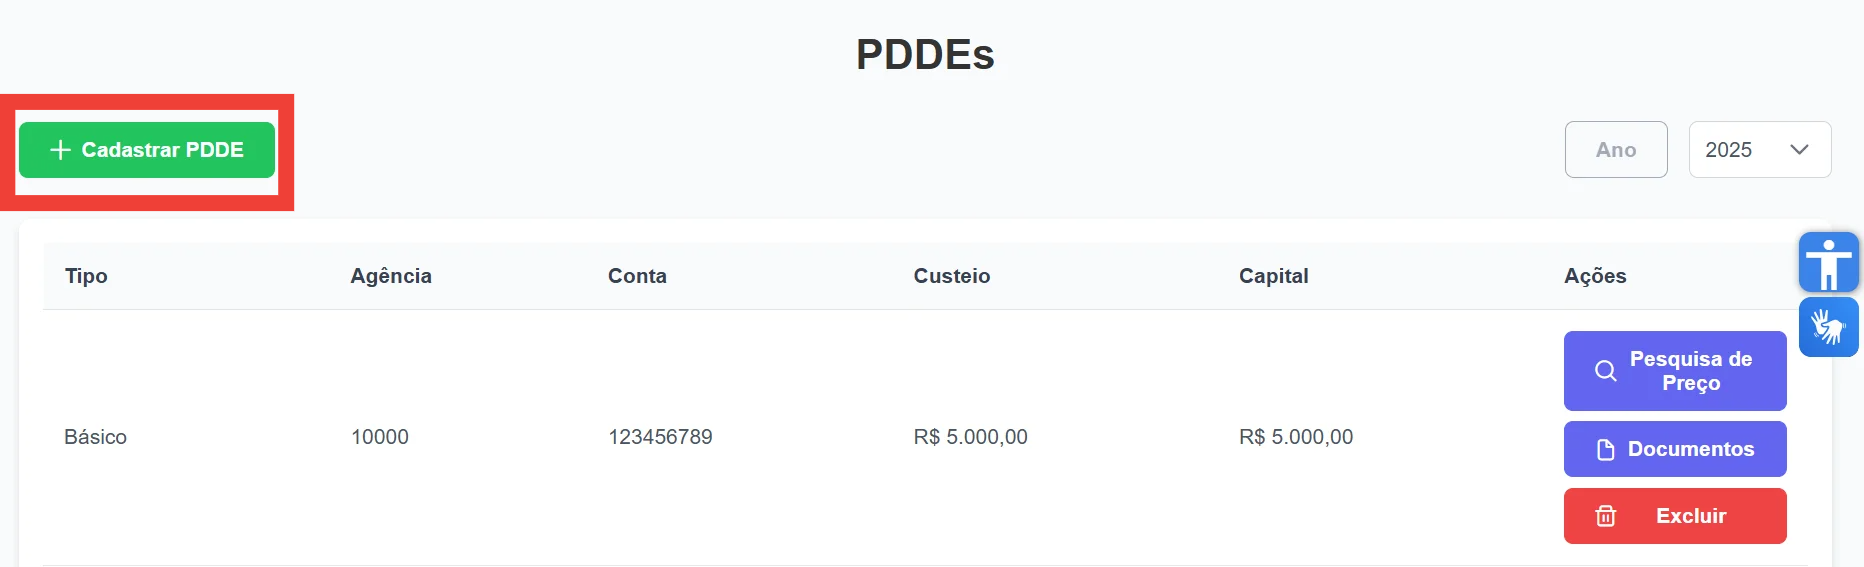 PDDEs
Cadastrar PDDE
Ano
2025
Tipo
Agência
Conta
Custeio
Capital
Ações
Básico
10000
123456789
R$ 5.000,00
R$ 5.000,00
Pesquisa de
Preço
Documentos
Excluir